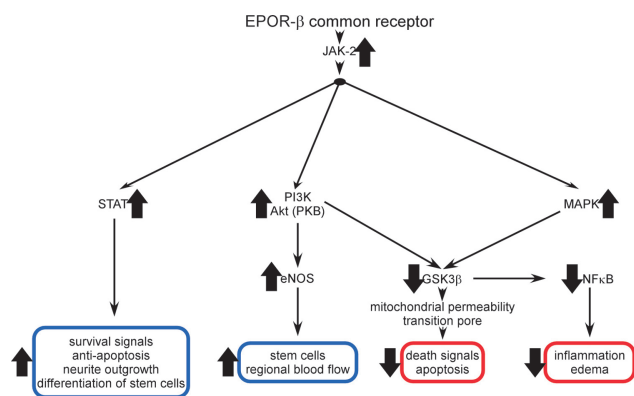 EPOR-β common receptor
JAK-2
STAT
PI3K
Akt (PKB)
MAPK
eNOS
GSK3β
NFκB
mitochondrial permeability
transition pore
survival signals
anti-apoptosis
neurite outgrowth
differentiation of stem cells
stem cells
regional blood flow
death signals
apoptosis
inflammation
edema